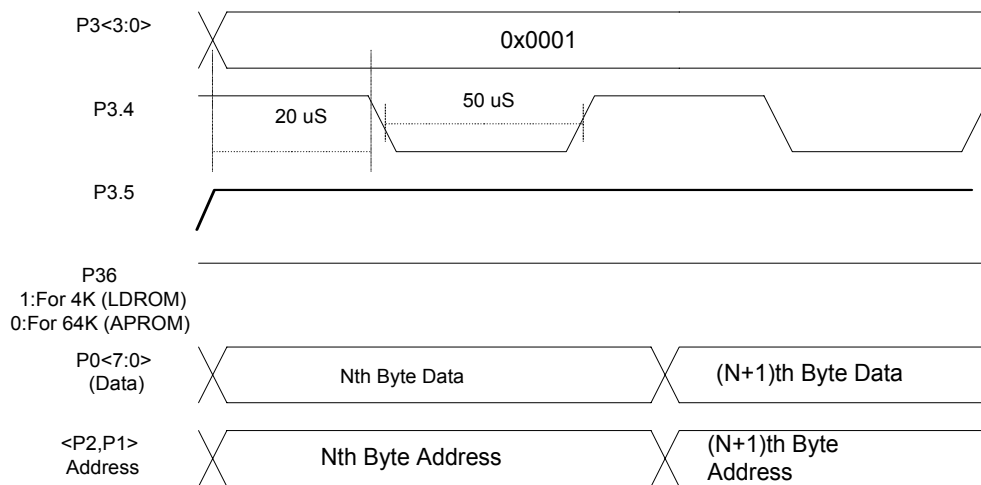 P3<3:0>
0x0001
P3.4
20 uS
50 uS
P3.5
P36
1:For 4K (LDROM)
0:For 64K (APROM)
P0<7:0>
(Data)
Nth Byte Data
(N+1)th Byte Data
<P2,P1>
Address
Nth Byte Address
(N+1)th Byte
Address